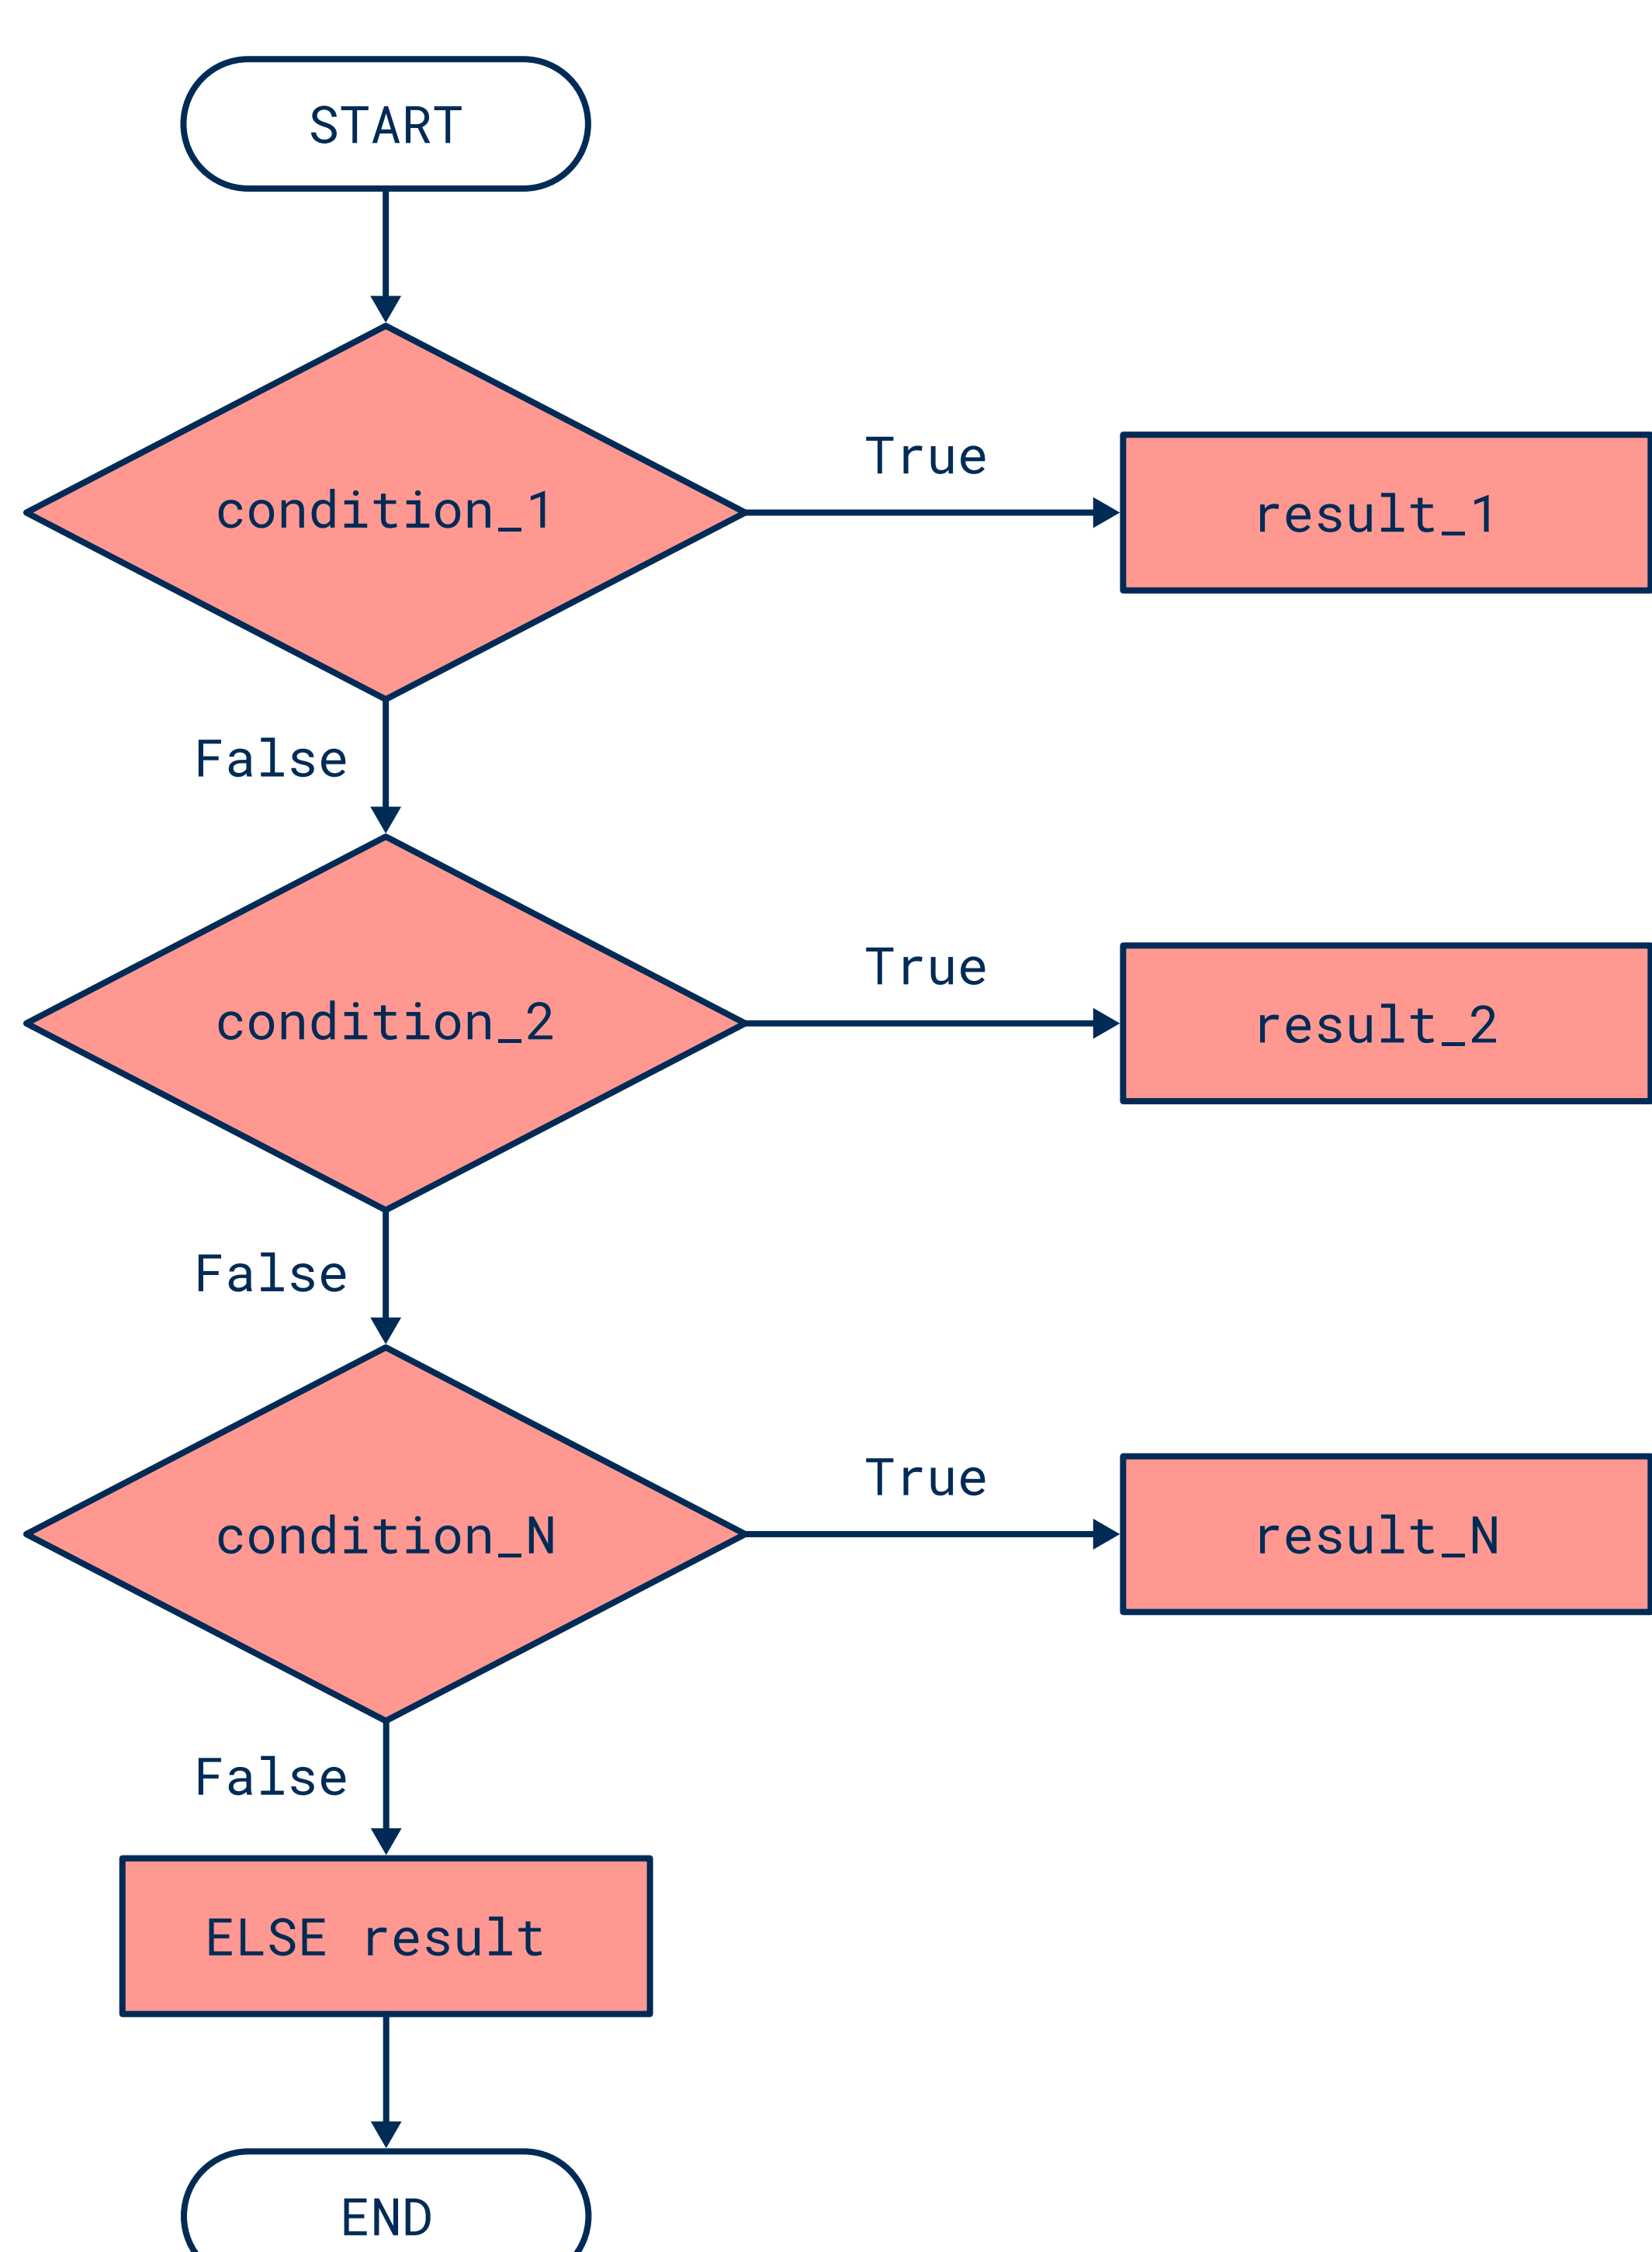 START
condition_1
True
result_1
False
condition_2
True
result_2
False
condition_N
True
result_N
False
ELSE result
END